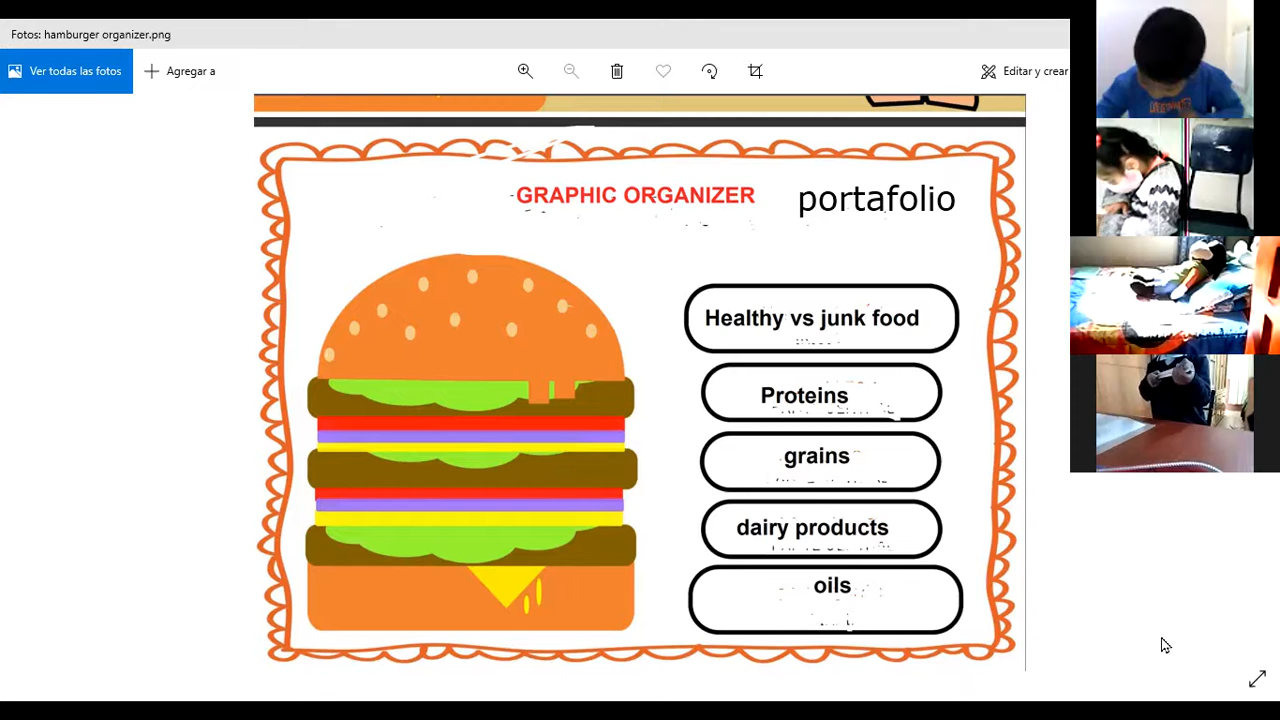 Fotos: hamburger organizer.png
Ver todas las fotos
Agregar a
Editar y crear
GRAPHIC ORGANIZER
portafolio
Healthy vs junk food
Proteins
grains
dairy products
oils